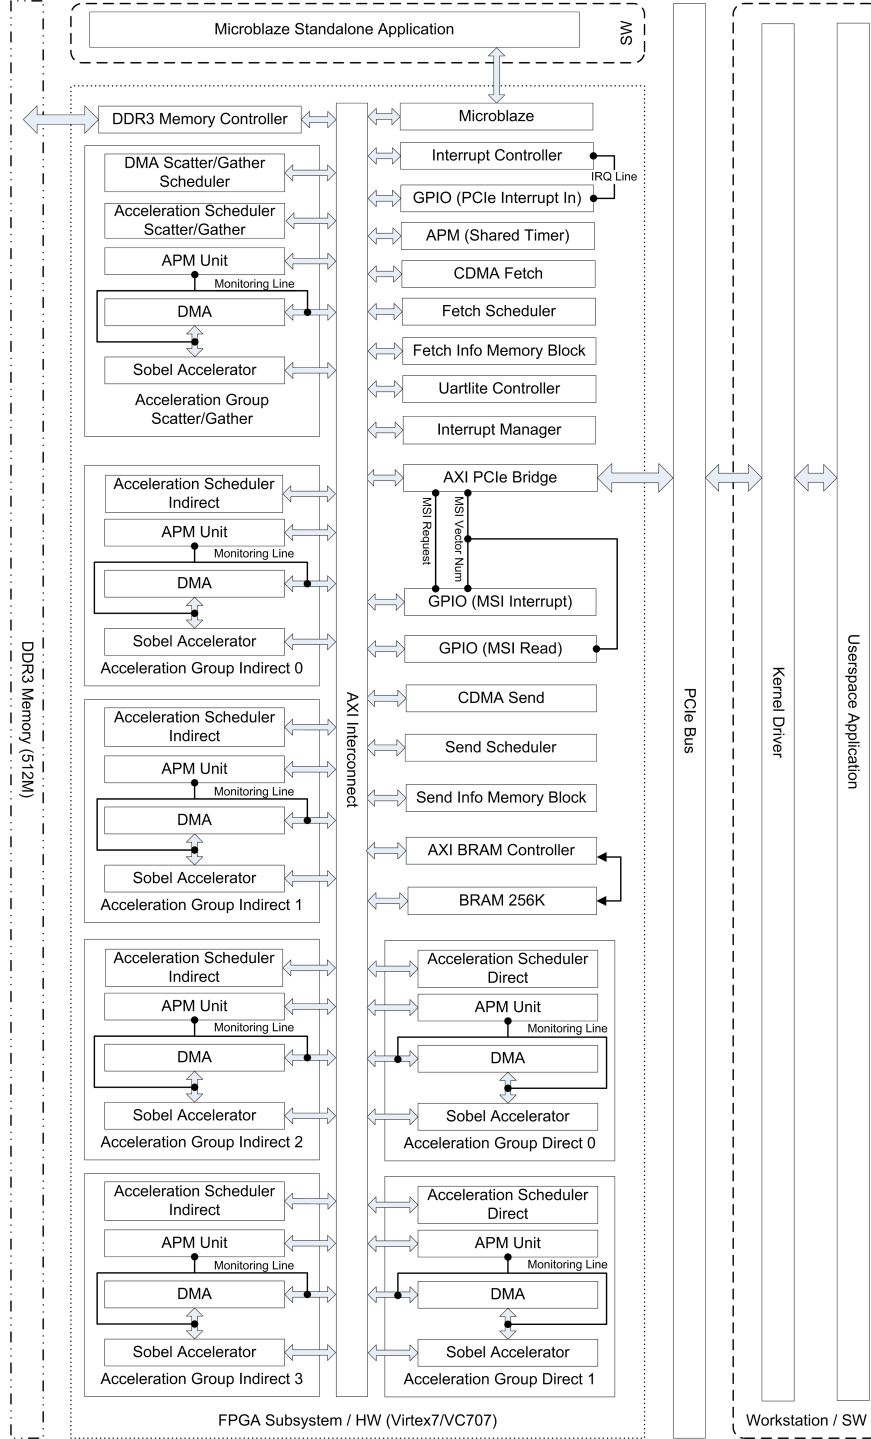 Microblaze Standalone Application
SW
DDR3 Memory Controller
Microblaze
DMA Scatter/Gather
Scheduler
Acceleration Scheduler
Scatter/Gather
APM Unit
Monitoring Line
DMA
Sobel Accelerator
Acceleration Group
Scatter/Gather
Interrupt Controller
IRQ Line
GPIO (PCIe Interrupt In)
APM (Shared Timer)
CDMA Fetch
Fetch Scheduler
Fetch Info Memory Block
Uartlite Controller
Interrupt Manager
AXI PCIe Bridge
MSI Request
MSI Vector Num
GPIO (MSI Interrupt)
GPIO (MSI Read)
CDMA Send
Send Scheduler
Send Info Memory Block
AXI BRAM Controller
BRAM 256K
Acceleration Scheduler
Indirect
APM Unit
Monitoring Line
DMA
Sobel Accelerator
Acceleration Group Indirect 0
Acceleration Scheduler
Indirect
APM Unit
Monitoring Line
DMA
Sobel Accelerator
Acceleration Group Indirect 1
Acceleration Scheduler
Indirect
APM Unit
Monitoring Line
DMA
Sobel Accelerator
Acceleration Group Indirect 2
Acceleration Scheduler
Direct
APM Unit
Monitoring Line
DMA
Sobel Accelerator
Acceleration Group Direct 0
Acceleration Scheduler
Indirect
APM Unit
Monitoring Line
DMA
Sobel Accelerator
Acceleration Group Indirect 3
Acceleration Scheduler
Direct
APM Unit
Monitoring Line
DMA
Sobel Accelerator
Acceleration Group Direct 1
DDR3 Memory (512M)
AXI Interconnect
PCIe Bus
Kernel Driver
Userspace Application
FPGA Subsystem / HW (Virtex7/VC707)
Workstation / SW